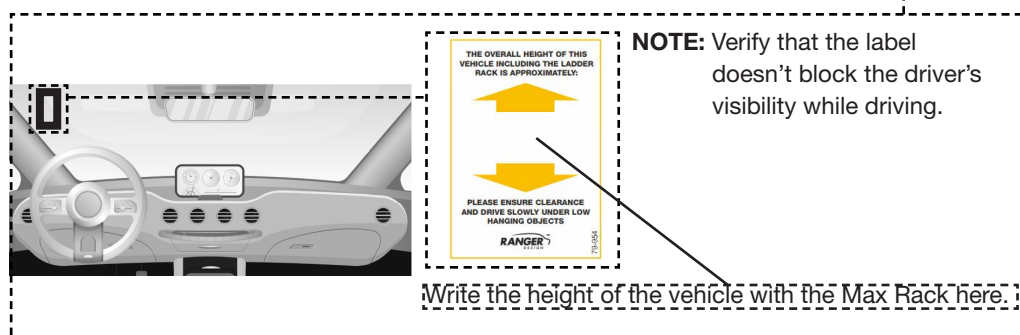 THE OVERALL HEIGHT OF THIS
VEHICLE INCLUDING THE LADDER
RACK IS APPROXIMATELY:
PLEASE ENSURE CLEARANCE
AND DRIVE SLOWLY UNDER LOW
HANGING OBJECTS
RANGER
DESIGN
79-954
NOTE: Verify that the label
doesn't block the driver's
visibility while driving.
Write the height of the vehicle with the Max Rack here.